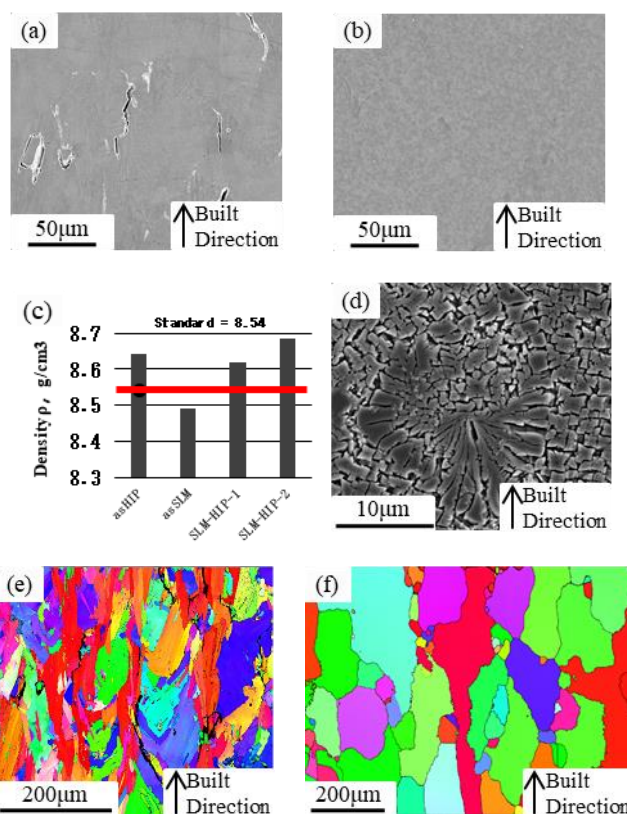 (a)
50μm
Built
Direction
(b)
50μm
Built
Direction
(c)
Standard = 8.54
Density ρ, g/cm3
8.7
8.6
8.5
8.4
8.3
asHIP
asSLM
SLM-HIP-1
SLM-HIP-2
(d)
10μm
Built
Direction
(e)
200μm
Built
Direction
(f)
200μm
Built
Direction